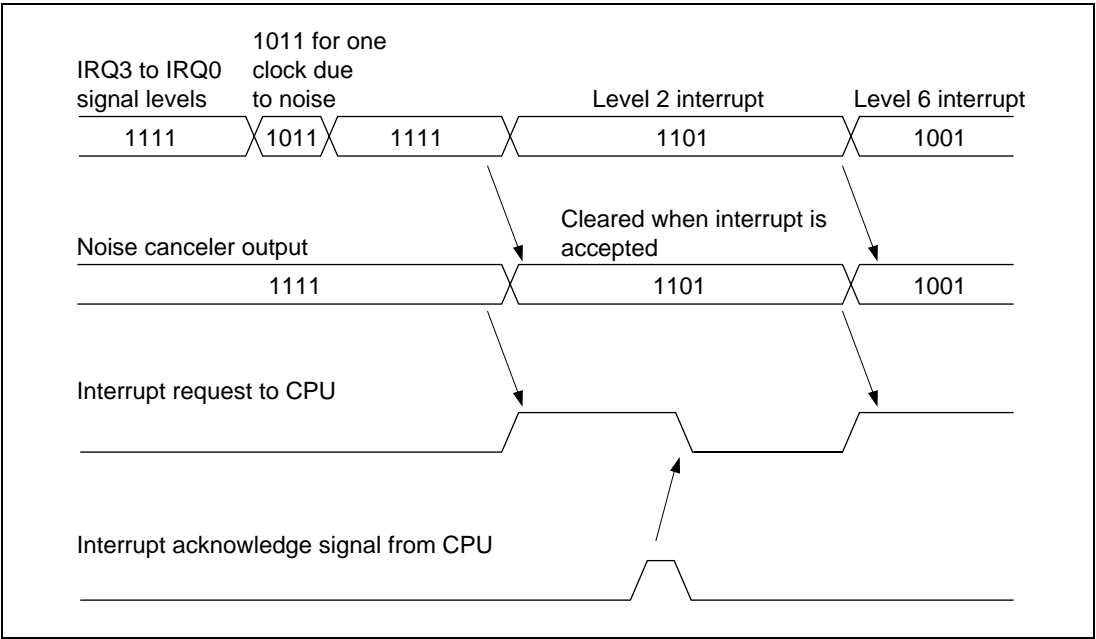 1011 for one
clock due
to noise
IRQ3 to IRQ0
signal levels
Level 2 interrupt
Level 6 interrupt
1111
1011
1111
1101
1001
Cleared when interrupt is
accepted
Noise canceler output
1111
1101
1001
Interrupt request to CPU
Interrupt acknowledge signal from CPU